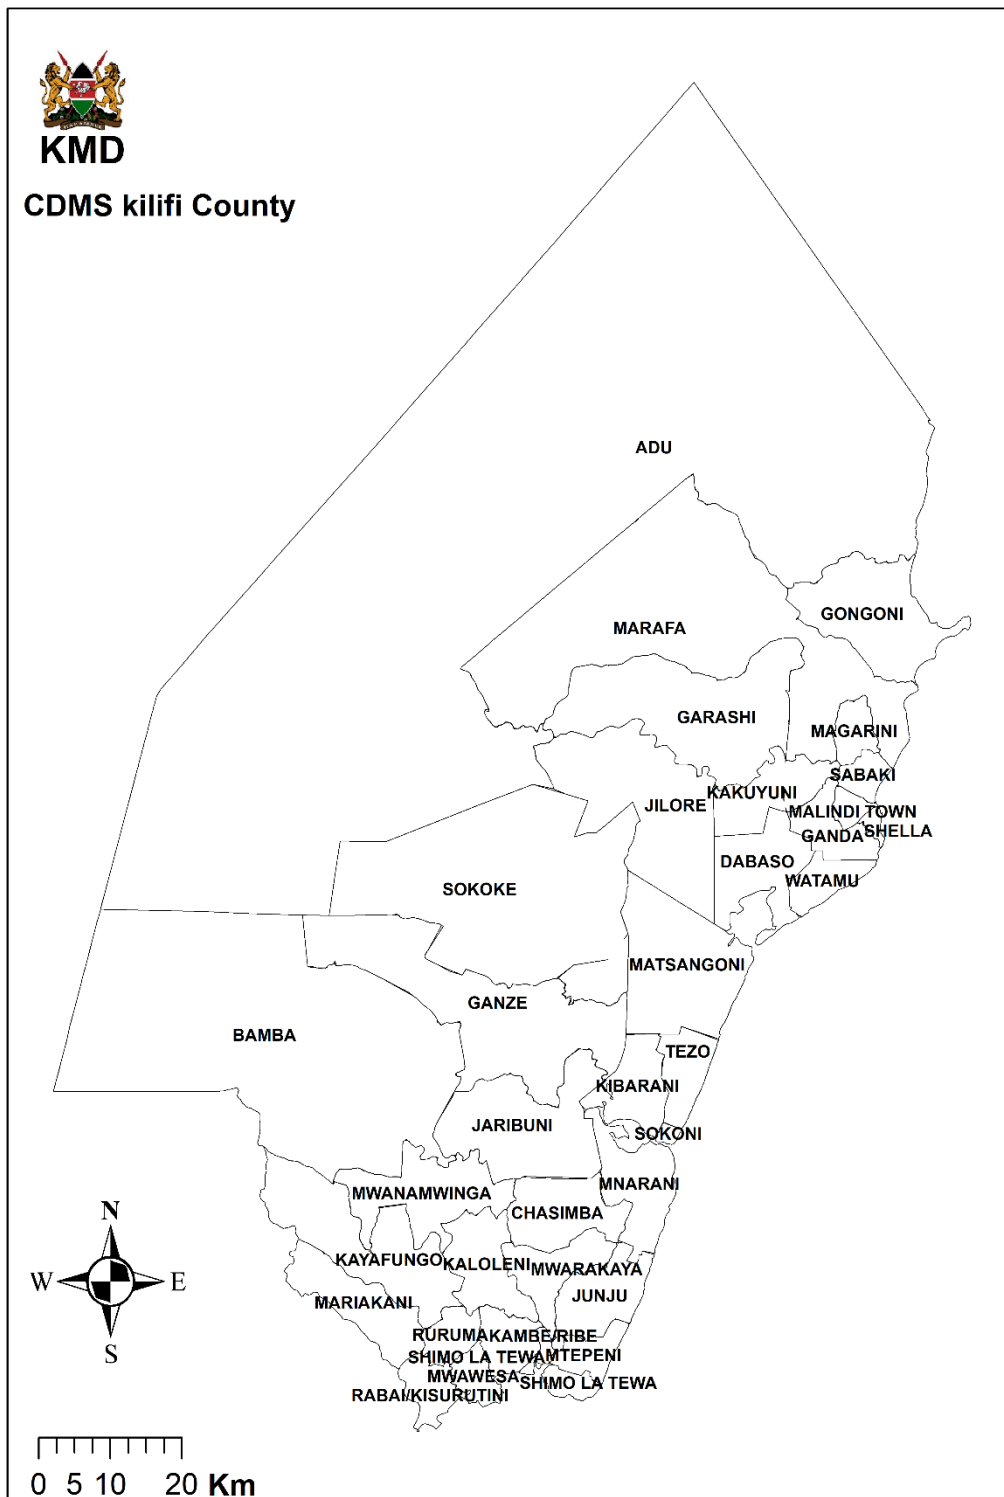 KMD
CDMS kilifi County
ADU
GONGONI
MARAFA
GARASHI
MAGARINI
SABAKI
KAKUYUNI
JILORE
MALINDI TOWN
SHELLA
GANDA
DABASO
WATAMU
SOKOKE
MATSANGONI
GANZE
BAMBA
TEZO
KIBARANI
JARIBUNI
SOKONI
MNARANI
MWANAMWINGA
CHASIMBA
KAYAFUNGO
KALOLENI
MWARAKAYA
JUNJU
MARIAKANI
RURUMA
KAMBE/RIBE
SHIMO LA TEWA
MTEPENI
MWAWESA
SHIMO LA TEWA
RABAI/KISURUTINI
N
W
E
S
0 5 10 20 Km